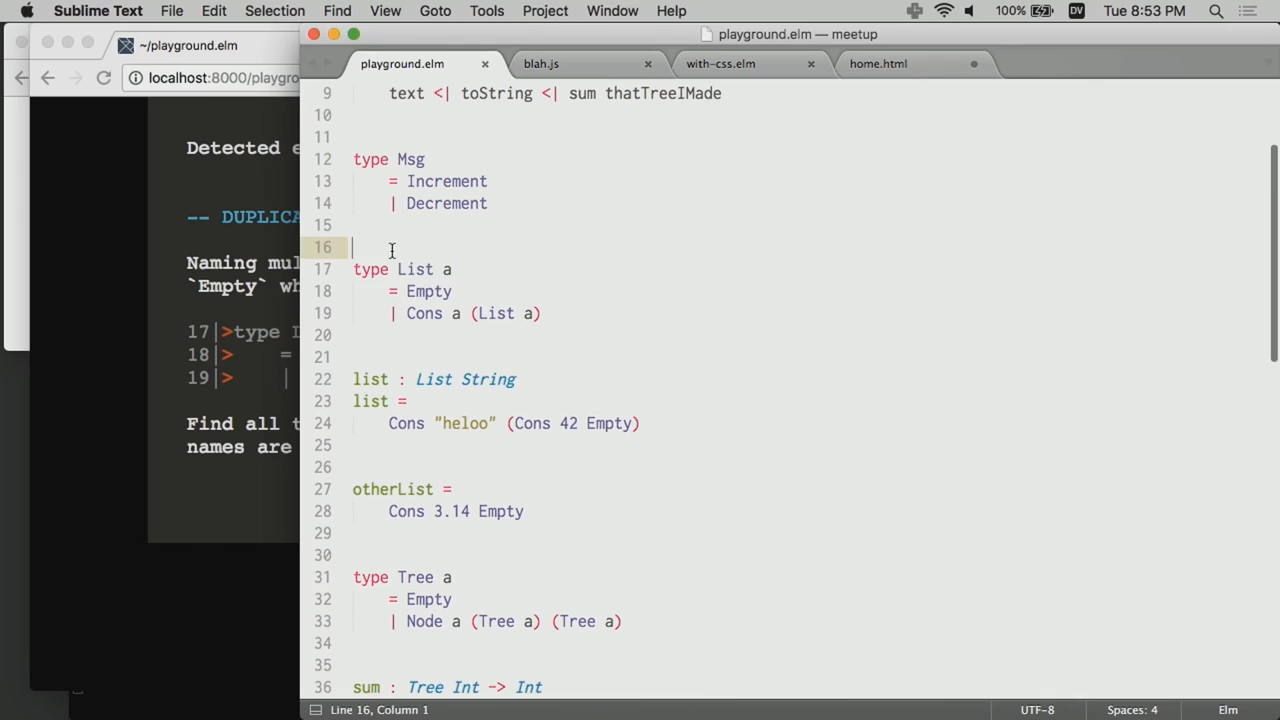 Sublime Text File Edit Selection Find View Goto Tools Project Window Help 100% DV Tue 8:53 PM
~/playground.elm
localhost:8000/playgro
Detected e
-- DUPLICA
Naming mul
`Empty` wh
17|>type
18|> =
19|> |
Find all t
names are
playground.elm — meetup
playground.elm × blah.js × with-css.elm × home.html
9 text <| toString <| sum thatTreeIMade
10
11
12 type Msg
13 = Increment
14 | Decrement
15
16
17 type List a
18 = Empty
19 | Cons a (List a)
20
21
22 list : List String
23 list =
24 Cons "heloo" (Cons 42 Empty)
25
26
27 otherList =
28 Cons 3.14 Empty
29
30
31 type Tree a
32 = Empty
33 | Node a (Tree a) (Tree a)
34
35
36 sum : Tree Int -> Int
Line 16, Column 1 UTF-8 Spaces: 4 Elm